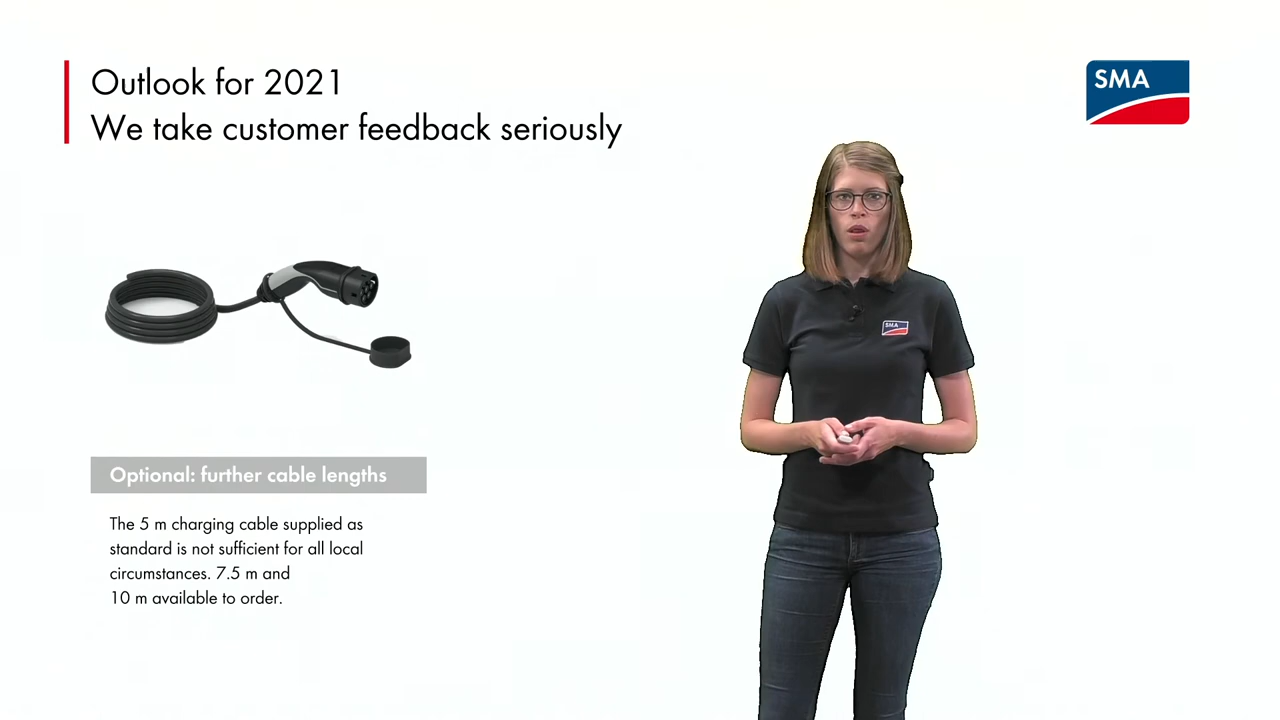 Outlook for 2021
We take customer feedback seriously
SMA
SMA
Optional: further cable lengths
The 5 m charging cable supplied as
standard is not sufficient for all local
circumstances. 7.5 m and
10 m available to order.